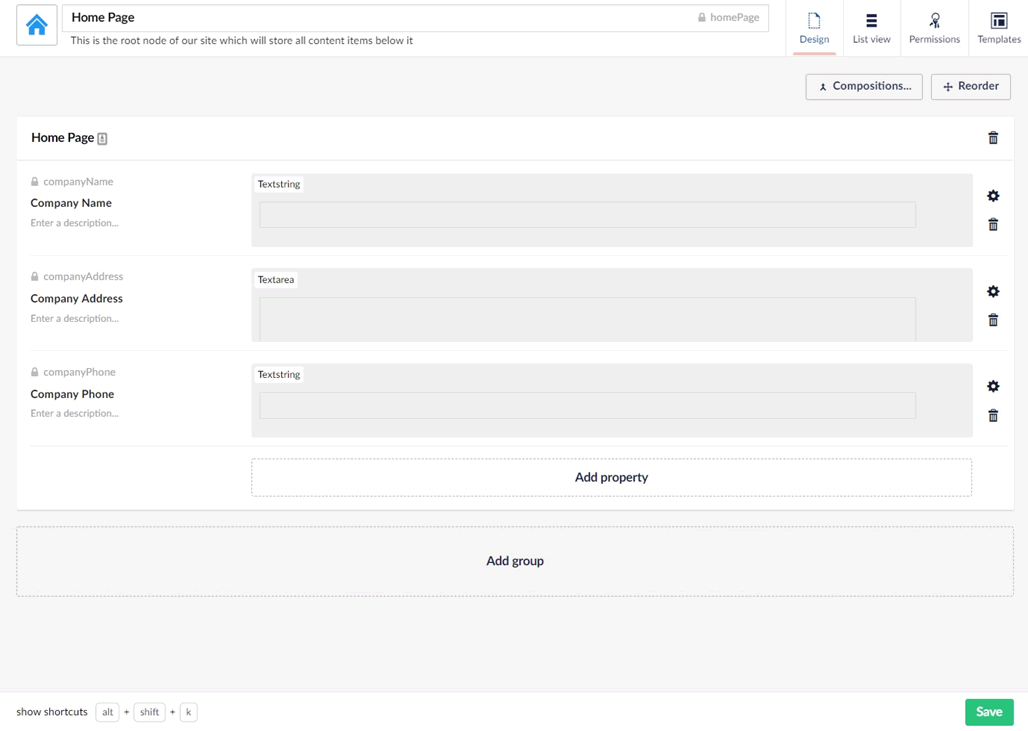 Home Page
homePage
This is the root node of our site which will store all content items below it
Design
List view
Permissions
Templates
Compositions...
Reorder
Home Page
companyName
Company Name
Enter a description...
Textstring
companyAddress
Company Address
Enter a description...
Textarea
companyPhone
Company Phone
Enter a description...
Textstring
Add property
Add group
show shortcuts alt + shift + k
Save